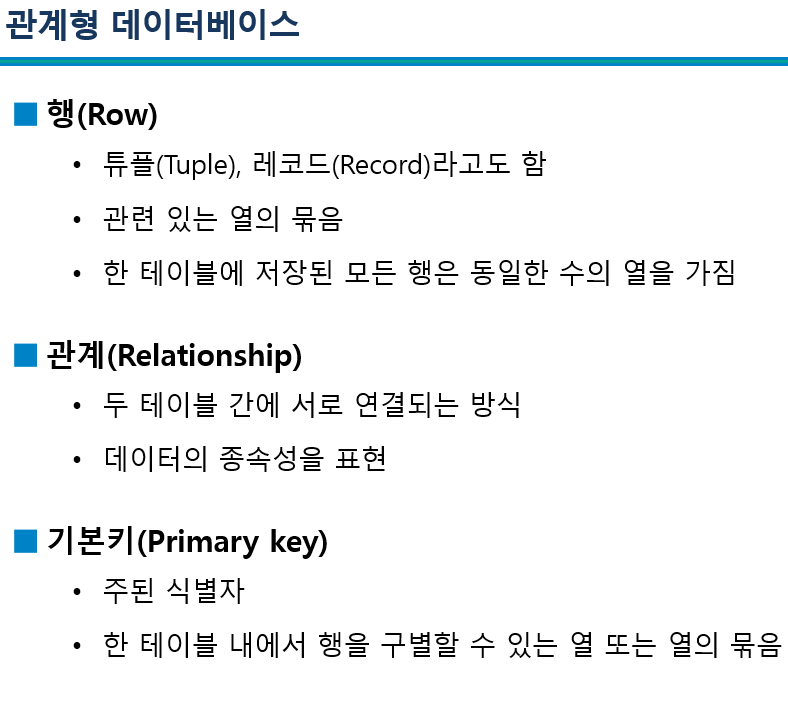 관계형 데이터베이스
■ 행(Row)
• 튜플(Tuple), 레코드(Record)라고도 함
• 관련 있는 열의 묶음
• 한 테이블에 저장된 모든 행은 동일한 수의 열을 가짐
■ 관계(Relationship)
• 두 테이블 간에 서로 연결되는 방식
• 데이터의 종속성을 표현
■ 기본키(Primary key)
• 주된 식별자
• 한 테이블 내에서 행을 구별할 수 있는 열 또는 열의 묶음